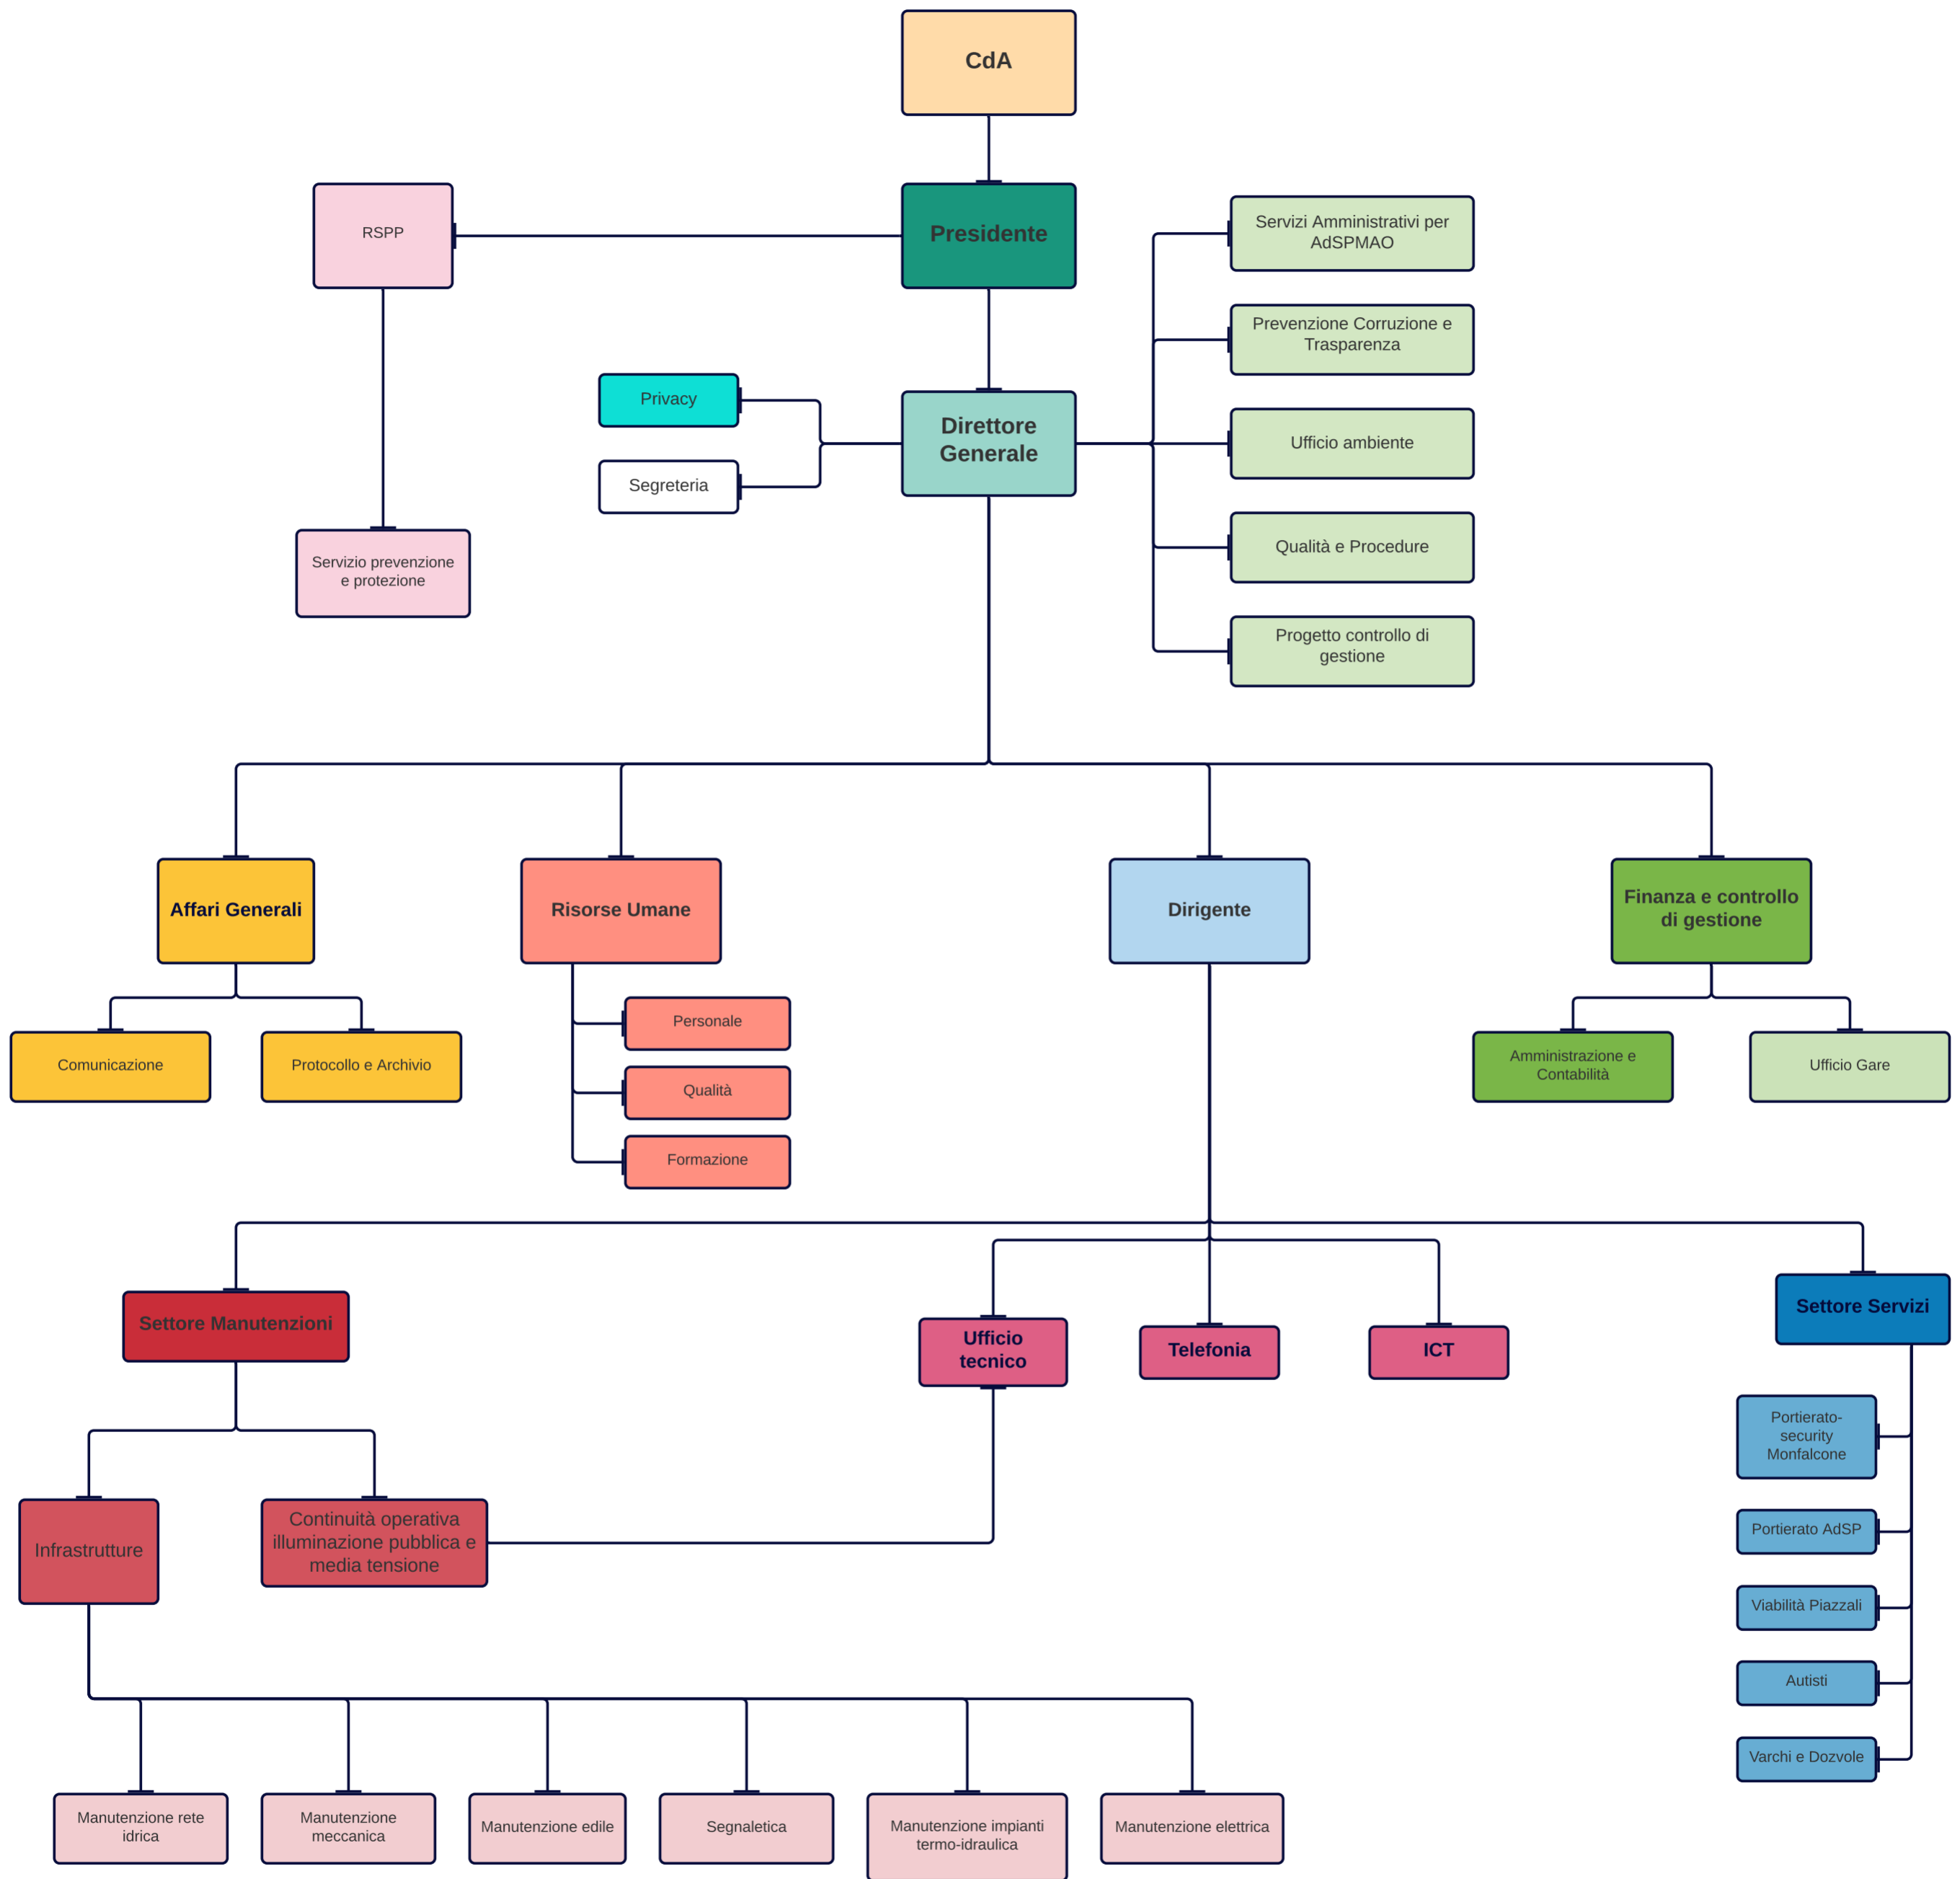 CdA
RSPP
Presidente
Servizi Amministrativi per
AdSPMAO
Prevenzione Corruzione e
Trasparenza
Privacy
Direttore
Generale
Ufficio ambiente
Segreteria
Servizio prevenzione
e protezione
Qualità e Procedure
Progetto controllo di
gestione
Affari Generali
Risorse Umane
Dirigente
Finanza e controllo
di gestione
Comunicazione
Protocollo e Archivio
Personale
Qualità
Formazione
Amministrazione e
Contabilità
Ufficio Gare
Settore Manutenzioni
Ufficio
tecnico
Telefonia
ICT
Settore Servizi
Portierato-
security
Monfalcone
Infrastrutture
Continuità operativa
illuminazione pubblica e
media tensione
Portierato AdSP
Viabilità Piazzali
Autisti
Varchi e Dozvole
Manutenzione rete
idrica
Manutenzione
meccanica
Manutenzione edile
Segnaletica
Manutenzione impianti
termo-idraulica
Manutenzione elettrica